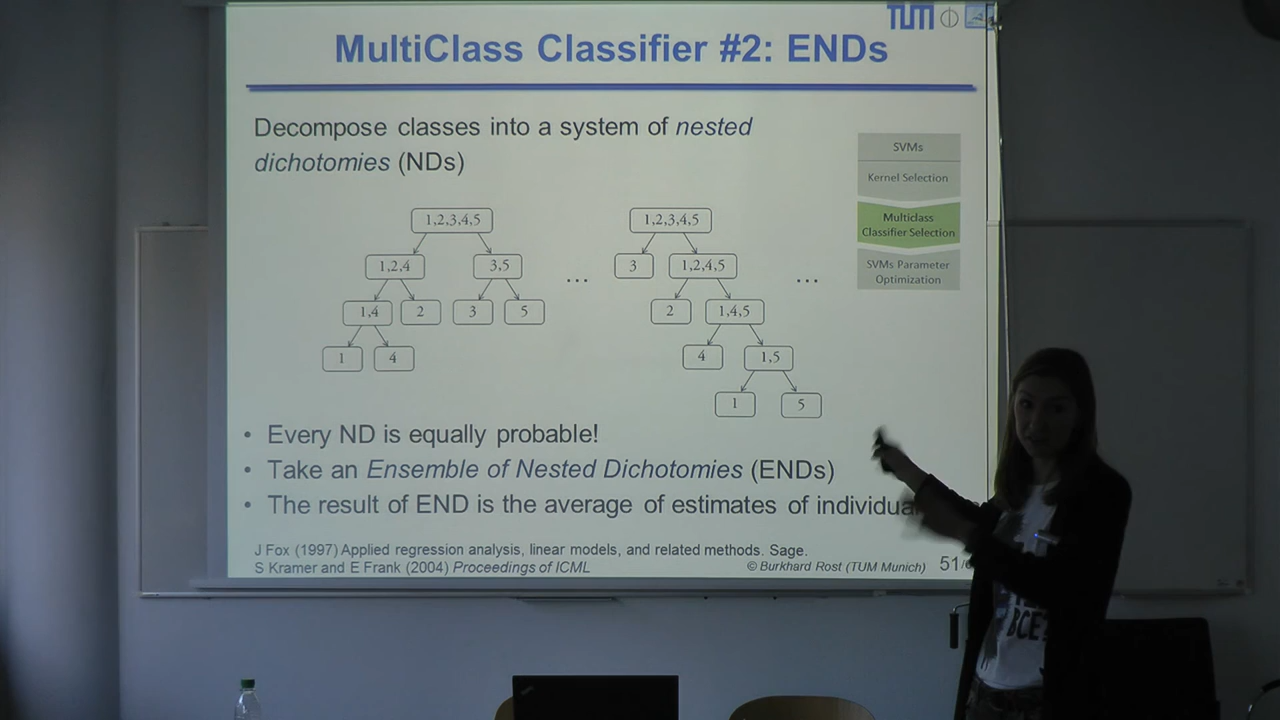 TUM
MultiClass Classifier #2: ENDs
Decompose classes into a system of nested
dichotomies (NDs)
SVMs
Kernel Selection
Multiclass
Classifier Selection
SVMs Parameter
Optimization
1,2,3,4,5
1,2,4
3,5
1,4
2
3
5
1
4
...
1,2,3,4,5
3
1,2,4,5
2
1,4,5
4
1,5
1
5
...
• Every ND is equally probable!
• Take an Ensemble of Nested Dichotomies (ENDs)
• The result of END is the average of estimates of individual
J Fox (1997) Applied regression analysis, linear models, and related methods. Sage.
S Kramer and E Frank (2004) Proceedings of ICML
© Burkhard Rost (TUM Munich)
51/